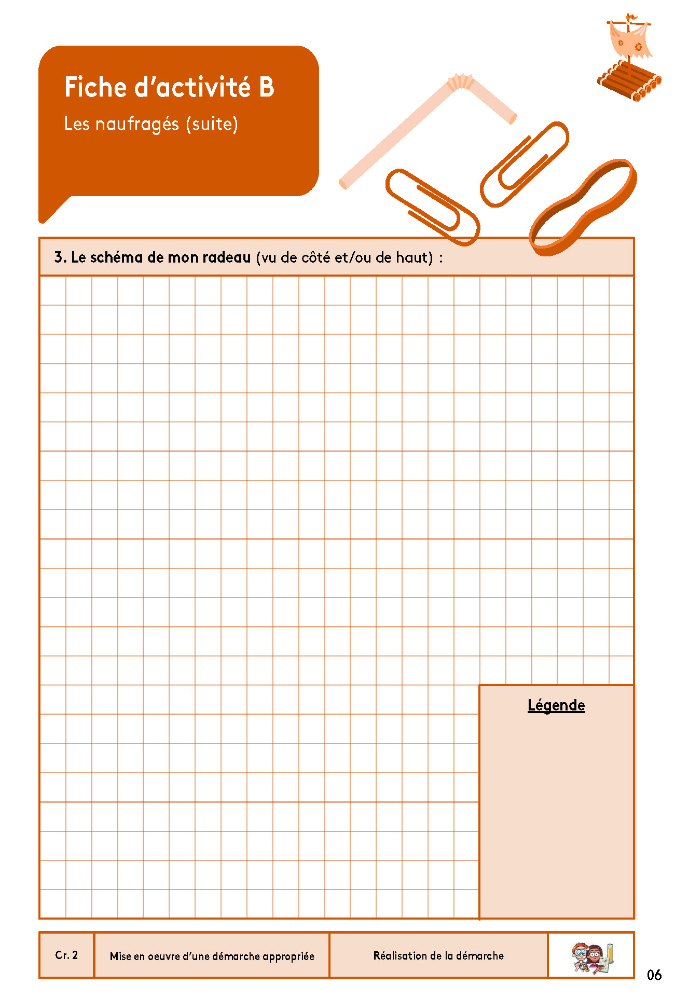 Fiche d’activité B
Les naufragés (suite)
3. Le schéma de mon radeau (vu de côté et/ou de haut) :
Légende
Cr. 2
Mise en oeuvre d’une démarche appropriée
Réalisation de la démarche
06